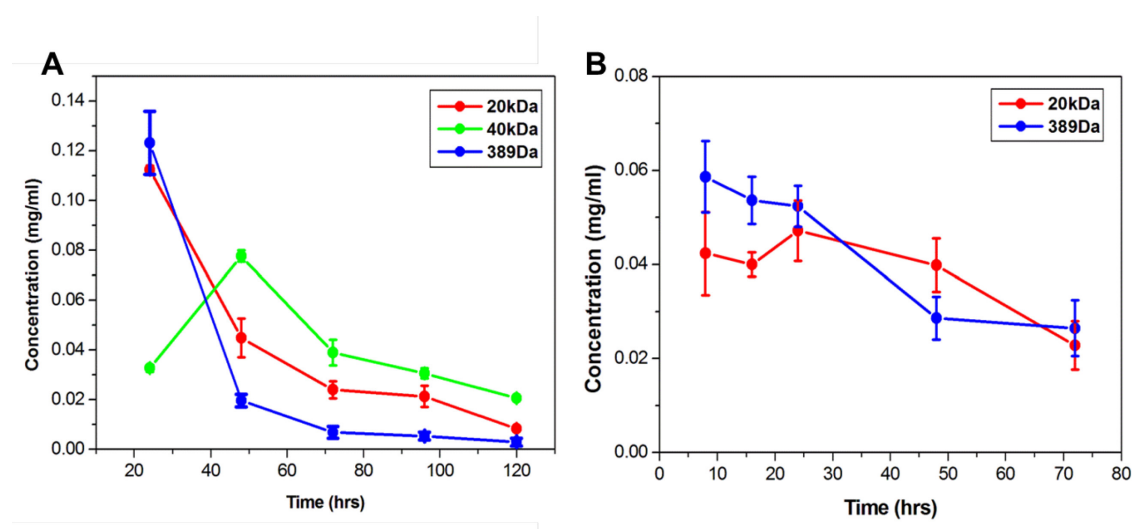 A
Concentration (mg/ml)
0.14
0.12
0.10
0.08
0.06
0.04
0.02
0.00
20kDa
40kDa
389Da
20 40 60 80 100 120
Time (hrs)
B
Concentration (mg/ml)
0.08
0.06
0.04
0.02
0.00
20kDa
389Da
0 10 20 30 40 50 60 70 80
Time (hrs)